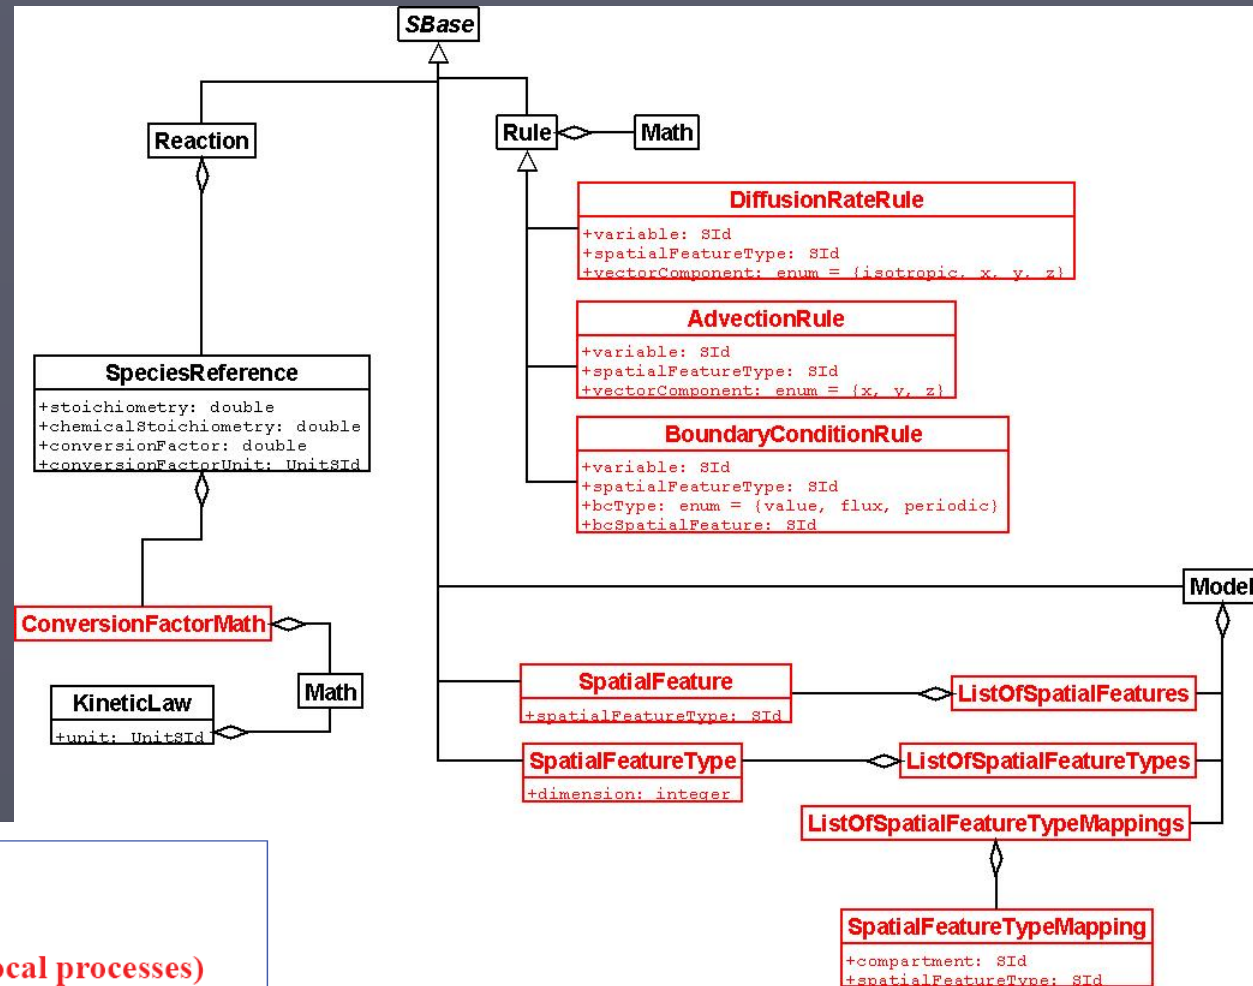 SBase
Reaction
Rule
Math
DiffusionRateRule
+variable: SId
+spatialFeatureType: SId
+vectorComponent: enum = {isotropic, x, y, z}
AdvectionRule
+variable: SId
+spatialFeatureType: SId
+vectorComponent: enum = {x, y, z}
SpeciesReference
+stoichiometry: double
+chemicalStoichiometry: double
+conversionFactor: double
+conversionFactorUnit: UnitSId
BoundaryConditionRule
+variable: SId
+spatialFeatureType: SId
+bcType: enum = {value, flux, periodic}
+bcSpatialFeature: SId
Model
ConversionFactorMath
Math
KineticLaw
+unit: UnitSId
SpatialFeature
+spatialFeatureType: SId
ListOfSpatialFeatures
SpatialFeatureType
+dimension: integer
ListOfSpatialFeatureTypes
ListOfSpatialFeatureTypeMappings
SpatialFeatureTypeMapping
+compartment: SId
+spatialFeatureType: SId
processes)